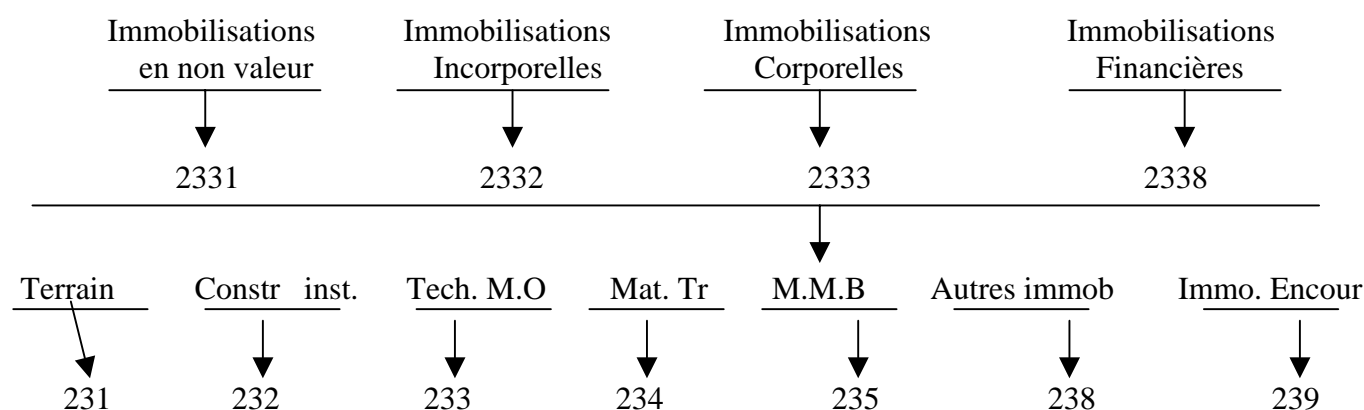 Immobilisations Immobilisations Immobilisations Immobilisations
en non valeur Incorporelles Corporelles Financières
2331 2332 2333 2338
Terrain Constr inst. Tech. M.O Mat. Tr M.M.B Autres immob Immo. Encour
231 232 233 234 235 238 239